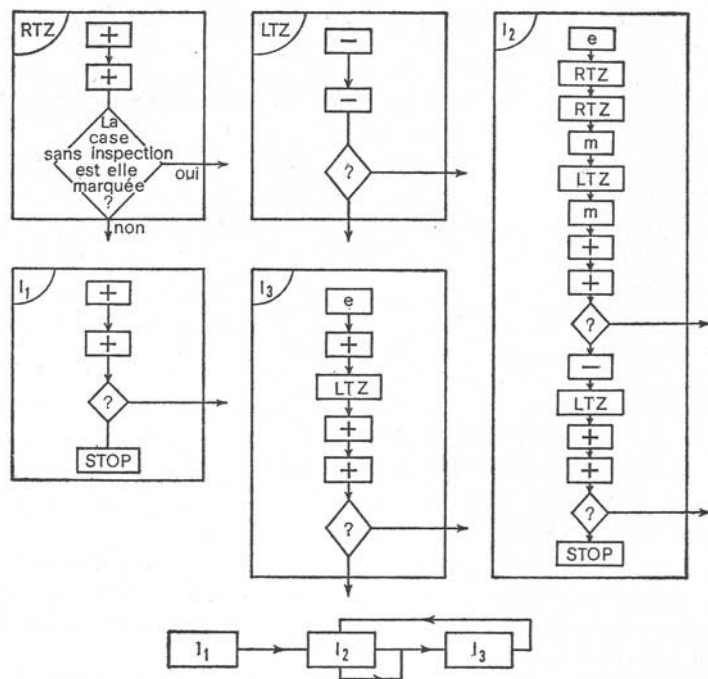 RTZ
+
+
La
case
sans inspection
est elle
marquée
?
oui
non
LTZ
−
−
?
I₂
e
RTZ
RTZ
m
LTZ
m
+
+
?
−
LTZ
+
+
?
STOP
I₁
+
+
?
STOP
I₃
e
+
LTZ
+
+
?
I₁
I₂
I₃